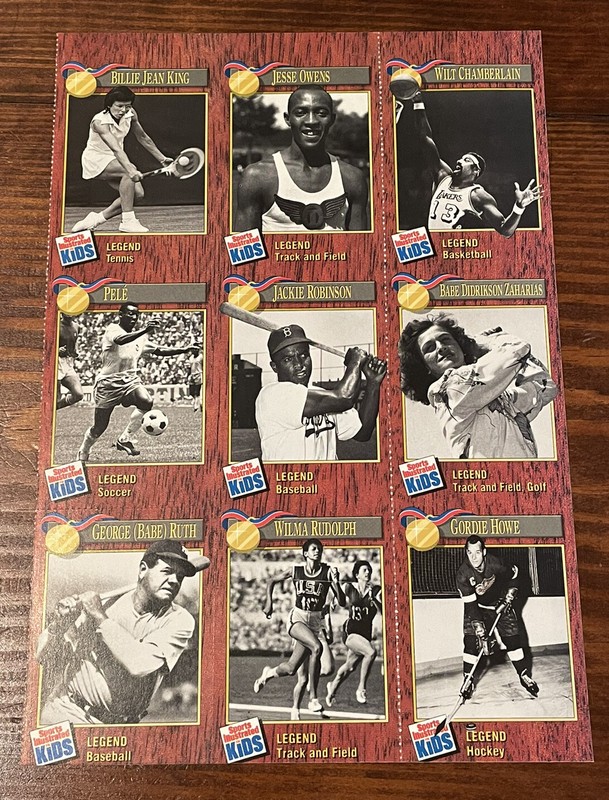 BILLIE JEAN KING
Sports Illustrated
KIDS
LEGEND
Tennis
JESSE OWENS
D
Sports Illustrated
KIDS
LEGEND
Track and Field
WILT CHAMBERLAIN
LAKERS
13
Sports Illustrated
KIDS
LEGEND
Basketball
PELÉ
Sports Illustrated
KIDS
LEGEND
Soccer
JACKIE ROBINSON
B
Sports Illustrated
KIDS
LEGEND
Baseball
BABE DIDRIKSON ZAHARIAS
Sports Illustrated
KIDS
LEGEND
Track and Field, Golf
GEORGE (BABE) RUTH
Sports Illustrated
KIDS
LEGEND
Baseball
WILMA RUDOLPH
USA
Sports Illustrated
KIDS
LEGEND
Track and Field
GORDIE HOWE
Sports Illustrated
KIDS
LEGEND
Hockey